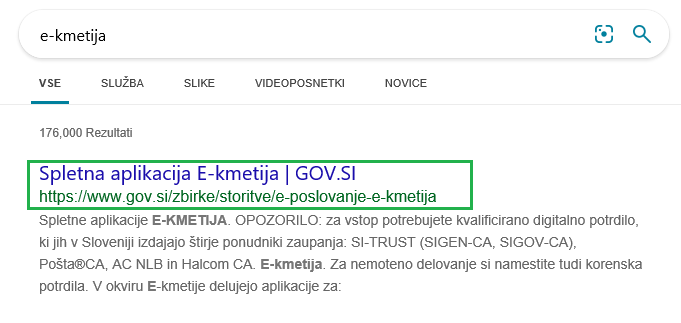 e-kmetija
VSE SLUŽBA SLIKE VIDEOPOSNETKI NOVICE
176,000 Rezultati
Spletna aplikacija E-kmetija | GOV.SI
https://www.gov.si/zbirke/storitve/e-poslovanje-e-kmetija
Spletne aplikacije E-KMETIJA. OPOZORILO: za vstop potrebujete kvalificirano digitalno potrdilo,
ki jih v Sloveniji izdajajo štirje ponudniki zaupanja: SI-TRUST (SIGEN-CA, SIGOV-CA),
Pošta®CA, AC NLB in Halcom CA. E-kmetija. Za nemoteno delovanje si namestite tudi korenska
potrdila. V okviru E-kmetije delujejo aplikacije za: